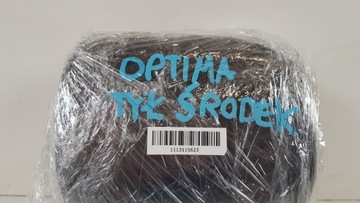 OPTIMA
TYŁ ŚRODEK
1113115623